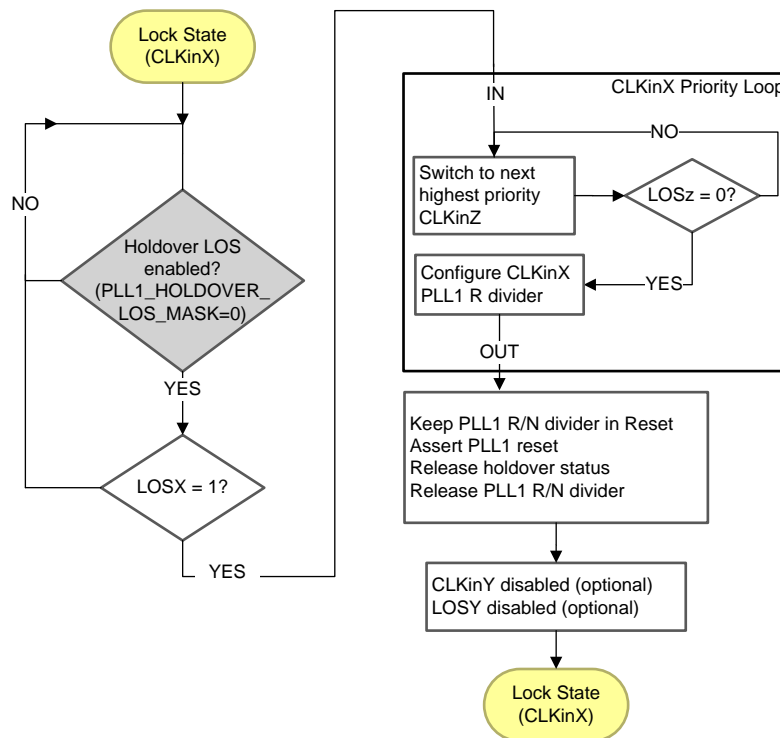 Lock State
(CLKinX)
NO
Holdover LOS
enabled?
(PLL1_HOLDOVER_
LOS_MASK=0)
YES
LOSX = 1?
YES
CLKinX Priority Loop
IN
NO
Switch to next
highest priority
CLKinZ
LOSz = 0?
YES
Configure CLKinX
PLL1 R divider
OUT
Keep PLL1 R/N divider in Reset
Assert PLL1 reset
Release holdover status
Release PLL1 R/N divider
CLKinY disabled (optional)
LOSY disabled (optional)
Lock State
(CLKinX)